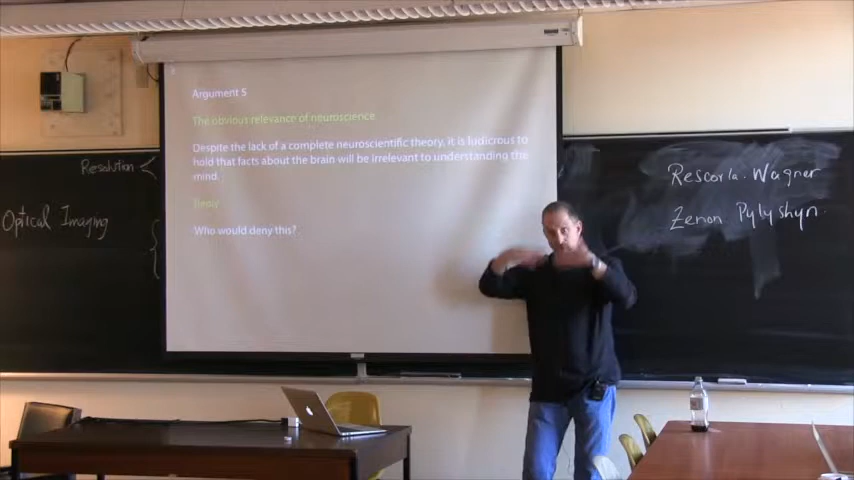 Argument 5
The obvious relevance of neuroscience
Despite the lack of a complete neuroscientific theory, it is ludicrous to
hold that facts about the brain will be irrelevant to understanding the
mind.
Reply
Who would deny this?
Resolution
Optical Imaging
Rescorla. Wagner
Zenon Pylyshyn.